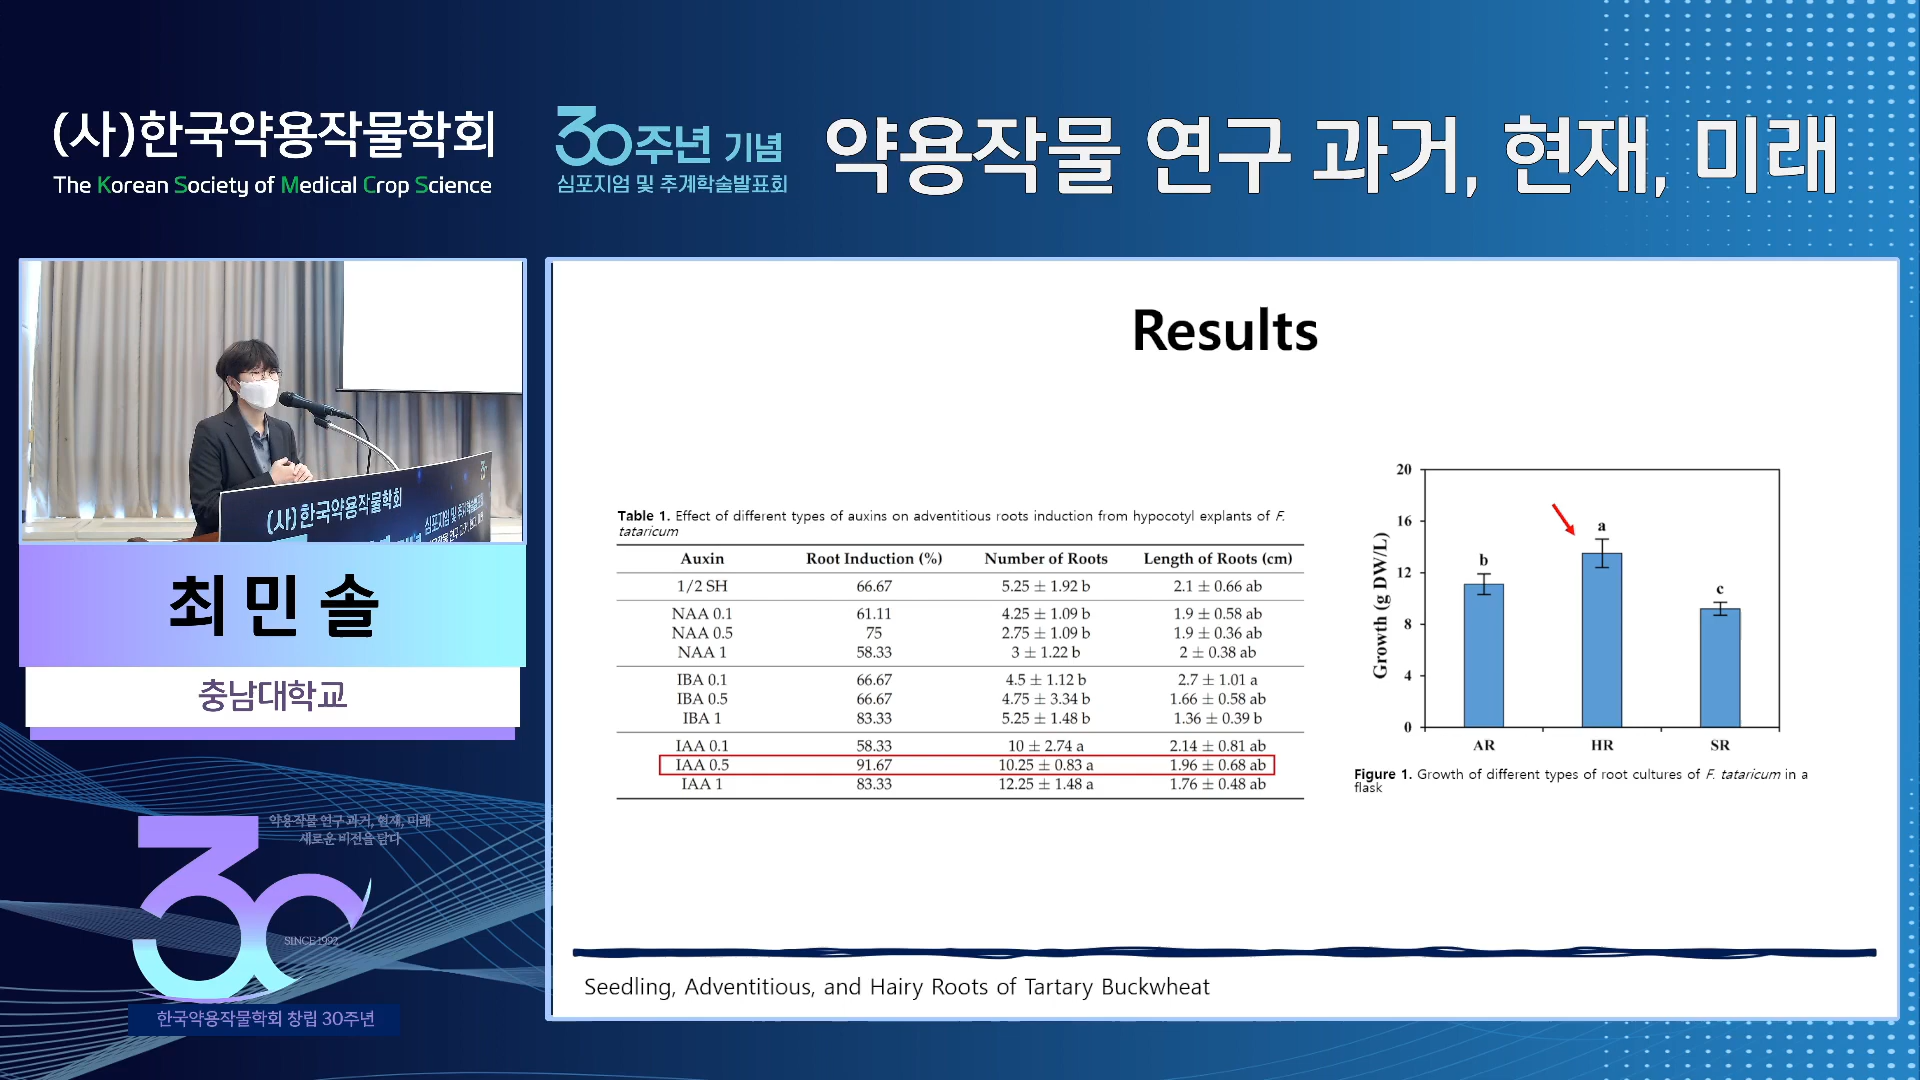 (사)한국약용작물학회
The Korean Society of Medical Crop Science
30주년 기념
심포지엄 및 추계학술발표회
약용작물 연구 과거, 현재, 미래
(사)한국약용작물학회
최민솔
충남대학교
약용작물 연구 과거, 현재, 미래
새로운 비전을 담다
30
SINCE 1992
한국약용작물학회 창립 30주년
Results
Table 1. Effect of different types of auxins on adventitious roots induction from hypocotyl explants of F.
tataricum
Auxin Root Induction (%) Number of Roots Length of Roots (cm)
1/2 SH 66.67 5.25 ± 1.92 b 2.1 ± 0.66 ab
NAA 0.1 61.11 4.25 ± 1.09 b 1.9 ± 0.58 ab
NAA 0.5 75 2.75 ± 1.09 b 1.9 ± 0.36 ab
NAA 1 58.33 3 ± 1.22 b 2 ± 0.38 ab
IBA 0.1 66.67 4.5 ± 1.12 b 2.7 ± 1.01 a
IBA 0.5 66.67 4.75 ± 3.34 b 1.66 ± 0.58 ab
IBA 1 83.33 5.25 ± 1.48 b 1.36 ± 0.39 b
IAA 0.1 58.33 10 ± 2.74 a 2.14 ± 0.81 ab
IAA 0.5 91.67 10.25 ± 0.83 a 1.96 ± 0.68 ab
IAA 1 83.33 12.25 ± 1.48 a 1.76 ± 0.48 ab
Growth (g DW/L)
20
16
12
8
4
0
b
a
c
AR HR SR
Figure 1. Growth of different types of root cultures of F. tataricum in a
flask
Seedling, Adventitious, and Hairy Roots of Tartary Buckwheat